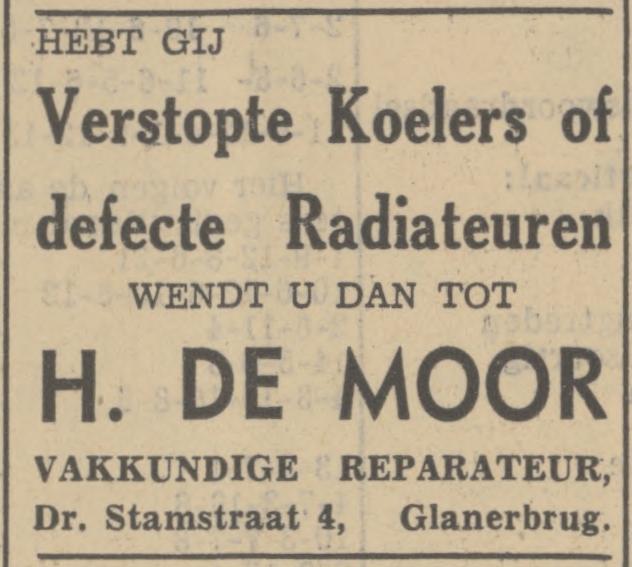 HEBT GIJ
Verstopte Koelers of
defecte Radiateuren
WENDT U DAN TOT
H. DE MOOR
VAKKUNDIGE REPARATEUR,
Dr. Stamstraat 4, Glanerbrug.